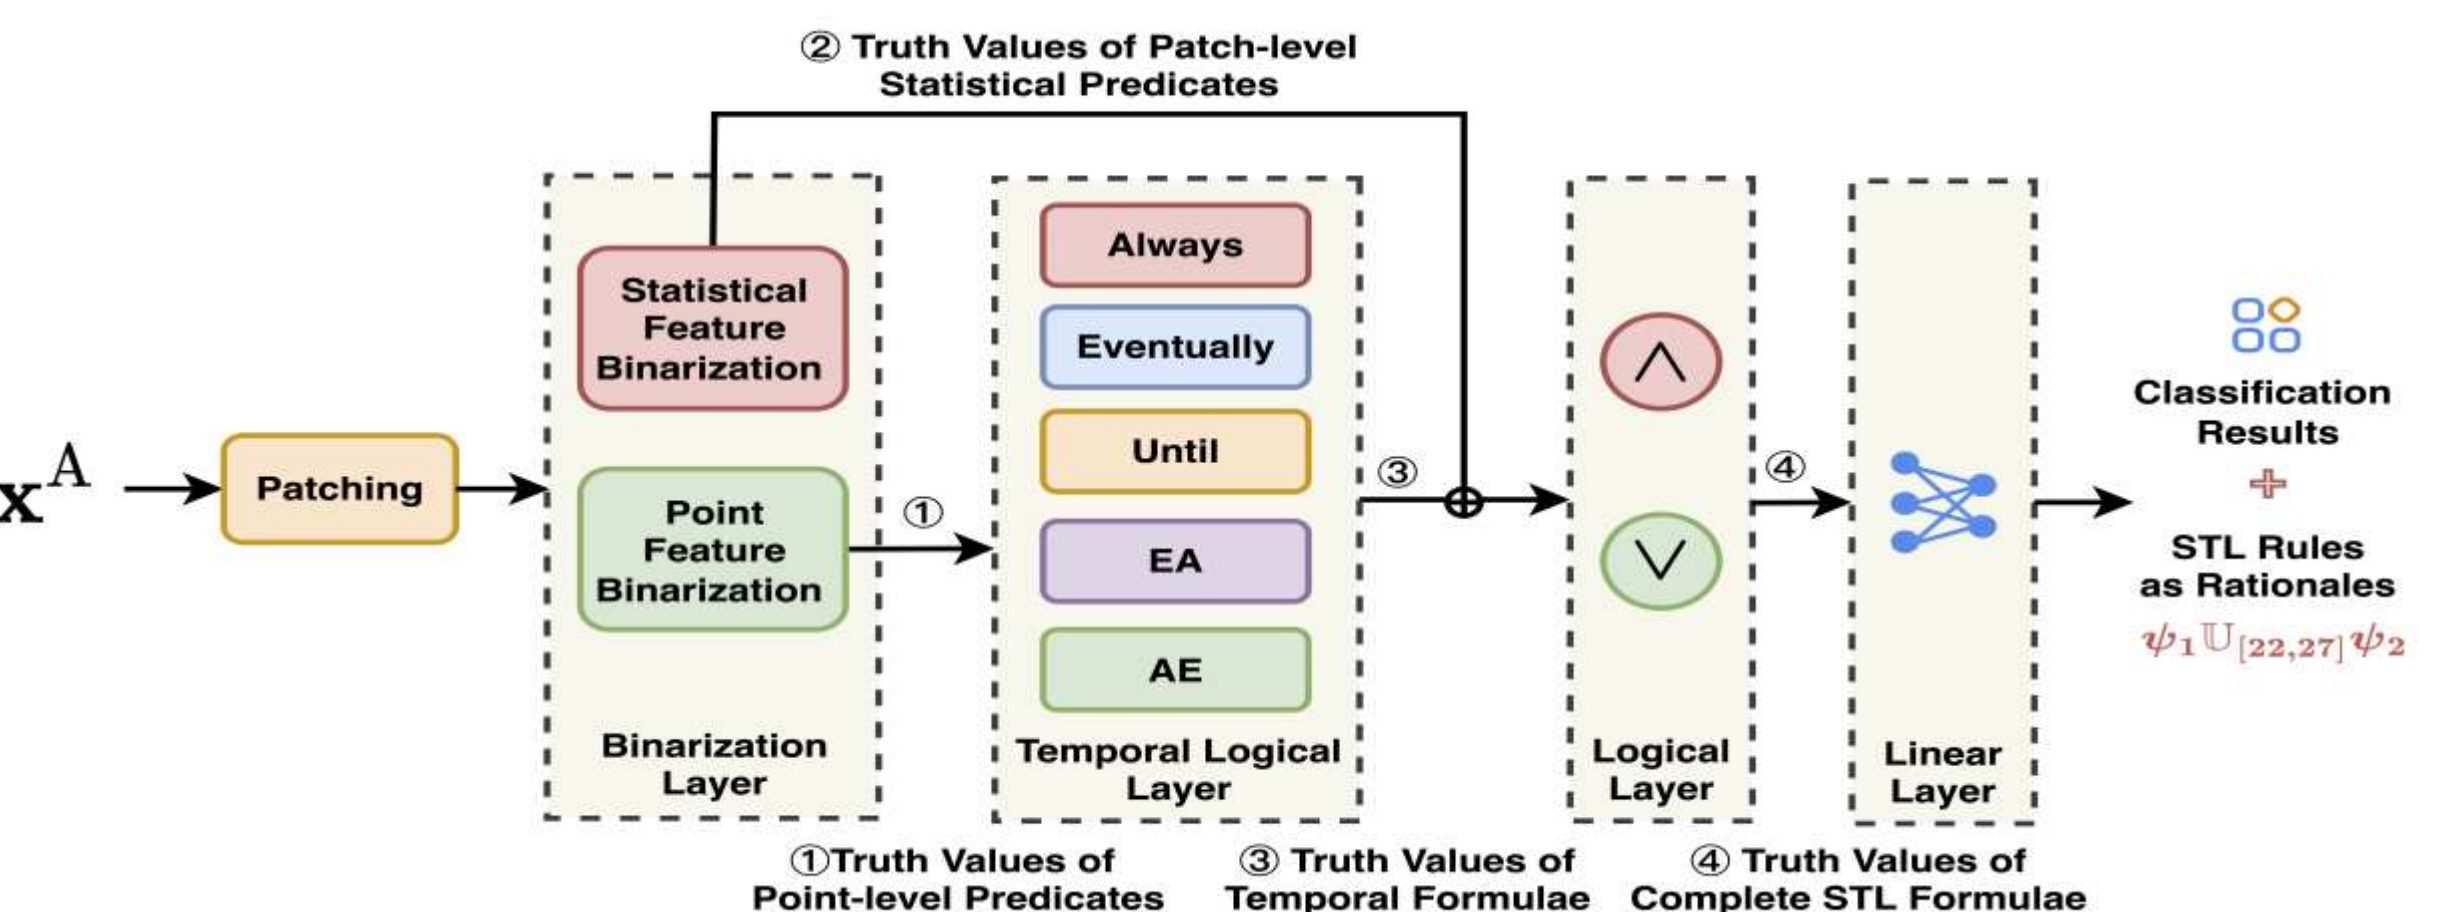 ② Truth Values of Patch-level
Statistical Predicates
x^A
Patching
Statistical
Feature
Binarization
Point
Feature
Binarization
Binarization
Layer
①
Always
Eventually
Until
EA
AE
Temporal Logical
Layer
③
⊕
∧
∨
Logical
Layer
④
Linear
Layer
Classification
Results
+
STL Rules
as Rationales
ψ₁𝕌[22,27]ψ₂
①Truth Values of
Point-level Predicates
③ Truth Values of
Temporal Formulae
④ Truth Values of
Complete STL Formulae